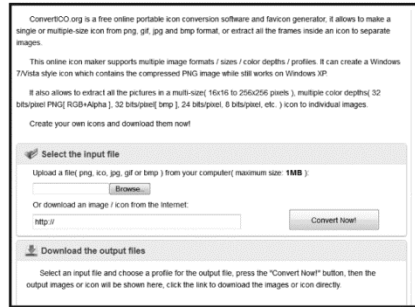 ConvertICO.org is a free online portable icon conversion software and favicon generator, it allows to make a
single or multiple-size icon from png, gif, jpg and bmp format, or extract all the frames inside an icon to separate
images.
This online icon maker supports multiple image formats / sizes / color depths / profiles. It can create a Windows
7/Vista style icon which contains the compressed PNG image while still works on Windows XP
It also allows to extract all the pictures in a mult-size( 16x16 to 256x256 pixels ), multiple color depths( 32
bits/pixel PNG[ RGB+Alpha ], 32 bits/pixel[ bmp ], 24 bits/pixel, 8 bits/pixel, etc. ) icon to individual images.
Create your own icons and download them now!
Select the input file
Upload a file( png, ico, jpg, gif or bmp ) from your computer( maximum size: 1MB ):
Browse..
Or download an image / icon from the Internet:
http://
Convert Now!
Download the output files
Select an input file and choose a profile for the output file, press the "Convert Now!" button, then the
output images or icon will be shown here, click the link to download the images or icon directly.